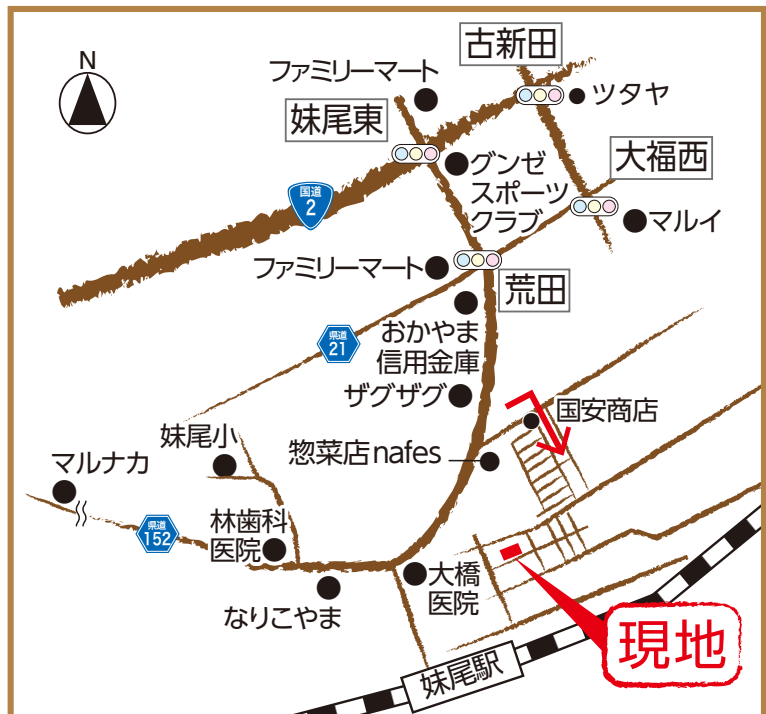 古新田
N
ファミリーマート
ツタヤ
妹尾東
大福西
グンゼ
スポーツ
クラブ
国道
2
マルイ
ファミリーマート
荒田
おかやま
信用金庫
県道
21
ザグザグ
国安商店
妹尾小
惣菜店nafes
マルナカ
林歯科
医院
県道
152
大橋
医院
なりこやま
現地
妹尾駅